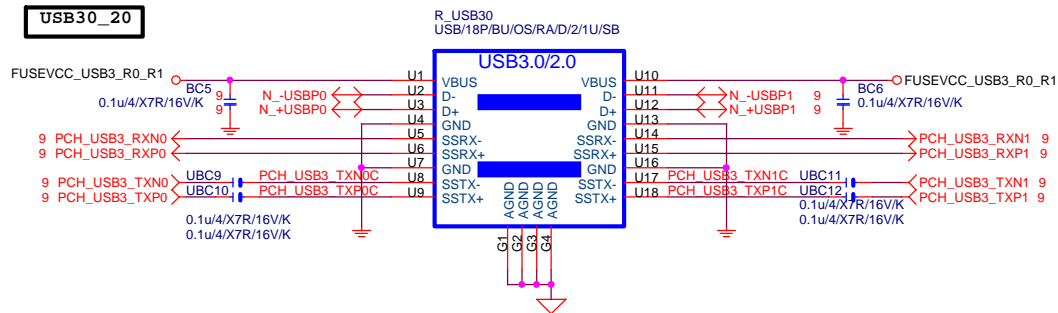 USB30_20
R_USB30
USB/18P/BU/OS/RA/D/2/1U/SB
USB3.0/2.0
FUSEVCC_USB3_R0_R1
BC5
0.1u/4/X7R/16V/K
9 N_-USBP0
9 N_+USBP0
9 PCH_USB3_RXN0
9 PCH_USB3_RXP0
9 PCH_USB3_TXN0 UBC9 PCH_USB3_TXN0C
9 PCH_USB3_TXP0 UBC10 PCH_USB3_TXP0C
0.1u/4/X7R/16V/K
0.1u/4/X7R/16V/K
U1 VBUS VBUS U10
U2 D- D- U11
U3 D+ D+ U12
U4 GND GND U13
U5 SSRX- SSRX- U14
U6 SSRX+ SSRX+ U15
U7 GND GND U16
U8 SSTX- SSTX- U17
U9 SSTX+ SSTX+ U18
AGND AGND AGND AGND
G1 G2 G3 G4
FUSEVCC_USB3_R0_R1
BC6
0.1u/4/X7R/16V/K
N_-USBP1 9
N_+USBP1 9
PCH_USB3_RXN1 9
PCH_USB3_RXP1 9
PCH_USB3_TXN1C UBC11 PCH_USB3_TXN1 9
PCH_USB3_TXP1C UBC12 PCH_USB3_TXP1 9
0.1u/4/X7R/16V/K
0.1u/4/X7R/16V/K